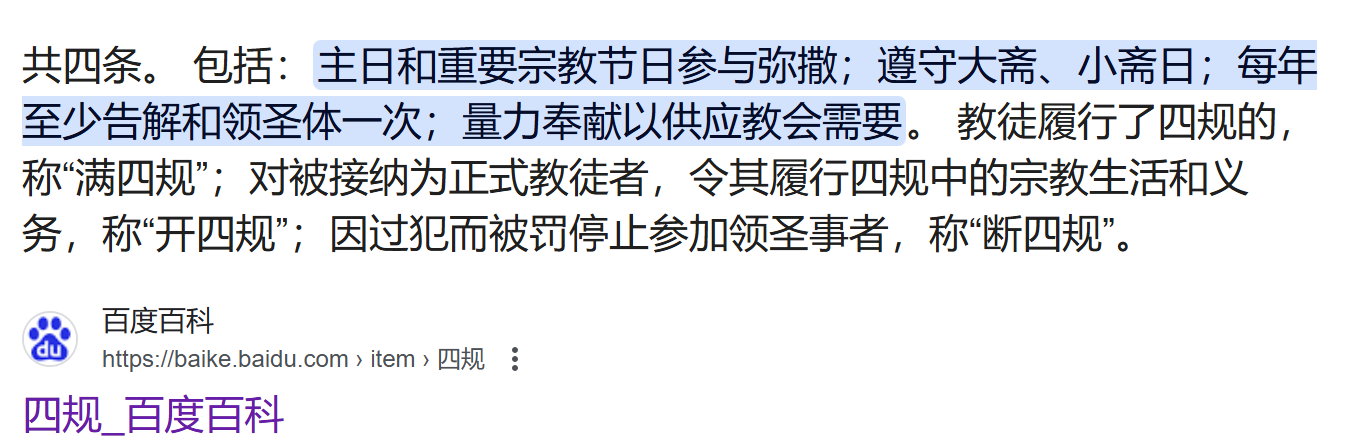 共四条。 包括：主日和重要宗教节日参与弥撒；遵守大斋、小斋日；每年
至少告解和领圣体一次；量力奉献以供应教会需要。 教徒履行了四规的，
称“满四规”；对被接纳为正式教徒者，令其履行四规中的宗教生活和义
务，称“开四规”；因过犯而被罚停止参加领圣事者，称“断四规”。
du
百度百科
https://baike.baidu.com › item › 四规
四规_百度百科